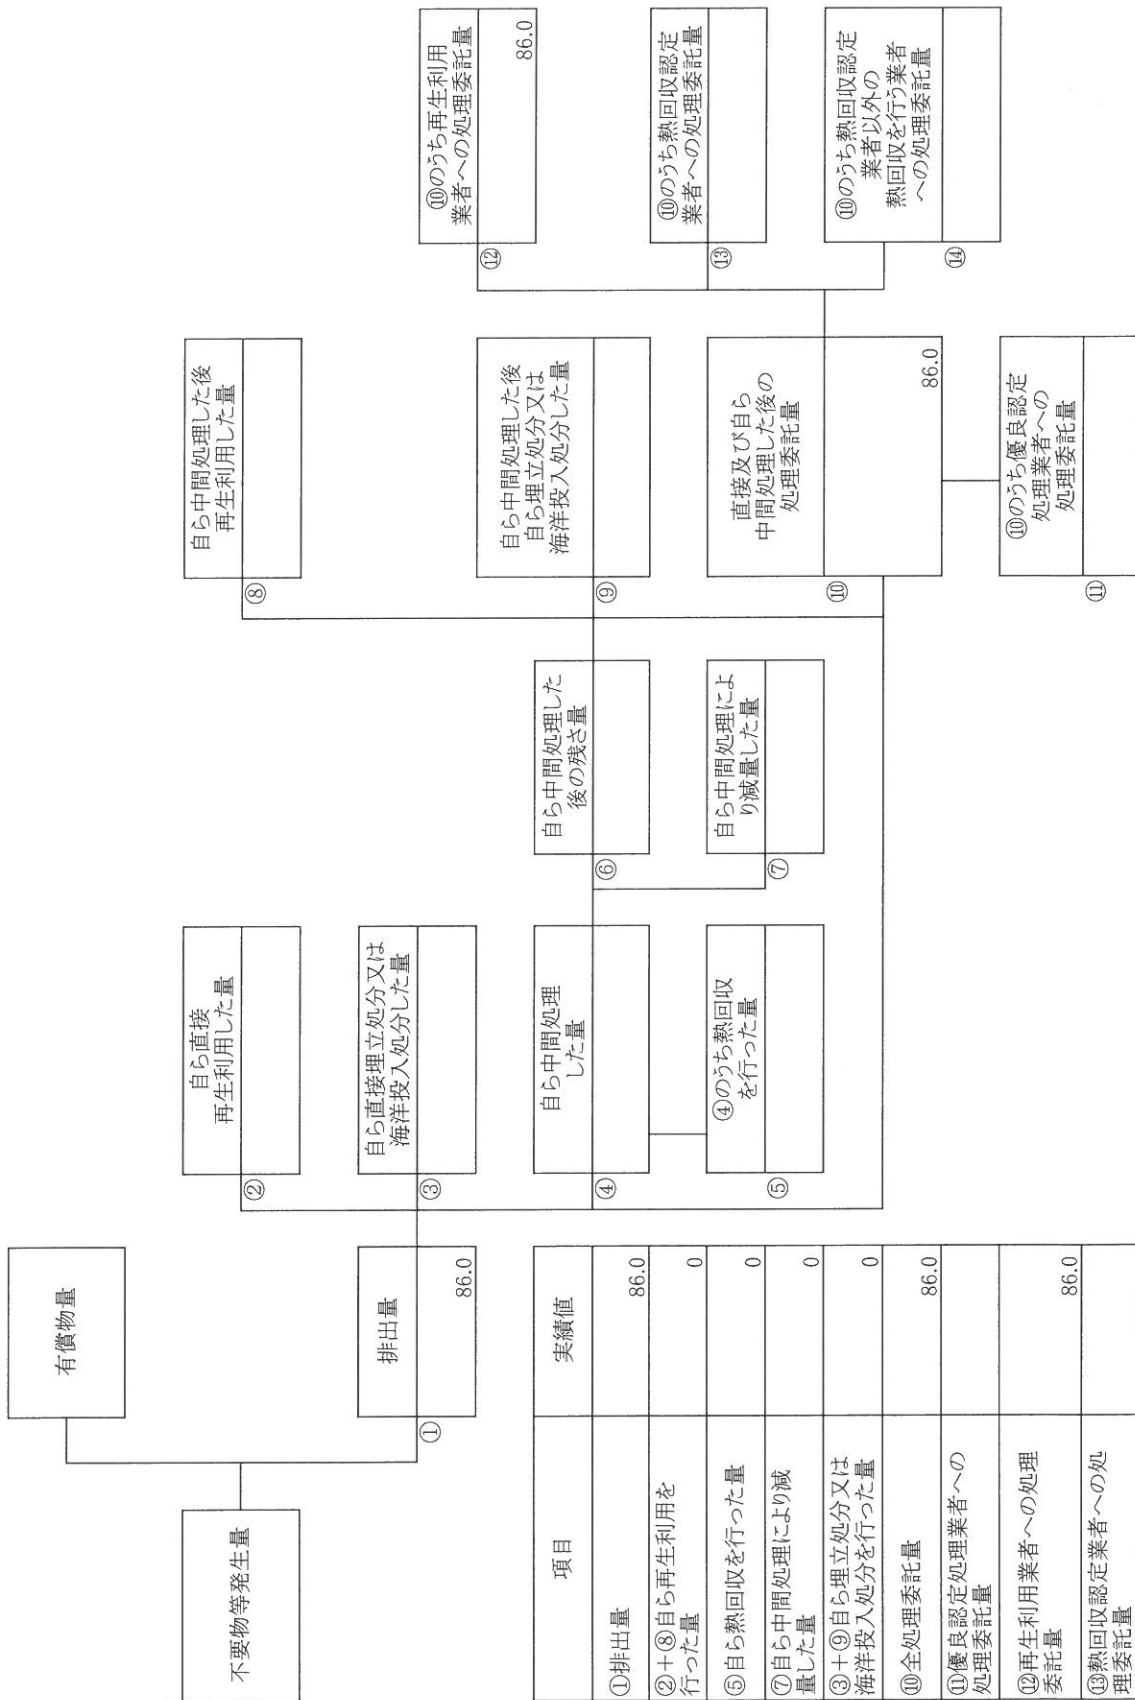 不要物等発生量
有償物量
①
排出量
86.0
②
自ら直接
再生利用した量
③
自ら直接埋立処分又は
海洋投入処分した量
④
自ら中間処理
した量
⑤
④のうち熱回収
を行った量
⑥
自ら中間処理した
後の残さ量
⑦
自ら中間処理によ
り減量した量
⑧
自ら中間処理した後
再生利用した量
⑨
自ら中間処理した後
自ら埋立処分又は
海洋投入処分した量
⑩
直接及び自ら
中間処理した後の
処理委託量
86.0
⑪
⑩のうち優良認定
処理業者への
処理委託量
⑫
⑩のうち再生利用
業者への処理委託量
86.0
⑬
⑩のうち熱回収認定
業者への処理委託量
⑭
⑩のうち熱回収認定
業者以外の
熱回収を行う業者
への処理委託量
項目 実績値
①排出量 86.0
②+⑧自ら再生利用を
行った量 0
⑤自ら熱回収を行った量 0
⑦自ら中間処理により減
量した量 0
③+⑨自ら埋立処分又は
海洋投入処分を行った量 0
⑩全処理委託量 86.0
⑪優良認定処理業者への
処理委託量
⑫再生利用業者への処理
委託量 86.0
⑬熱回収認定業者への処
理委託量